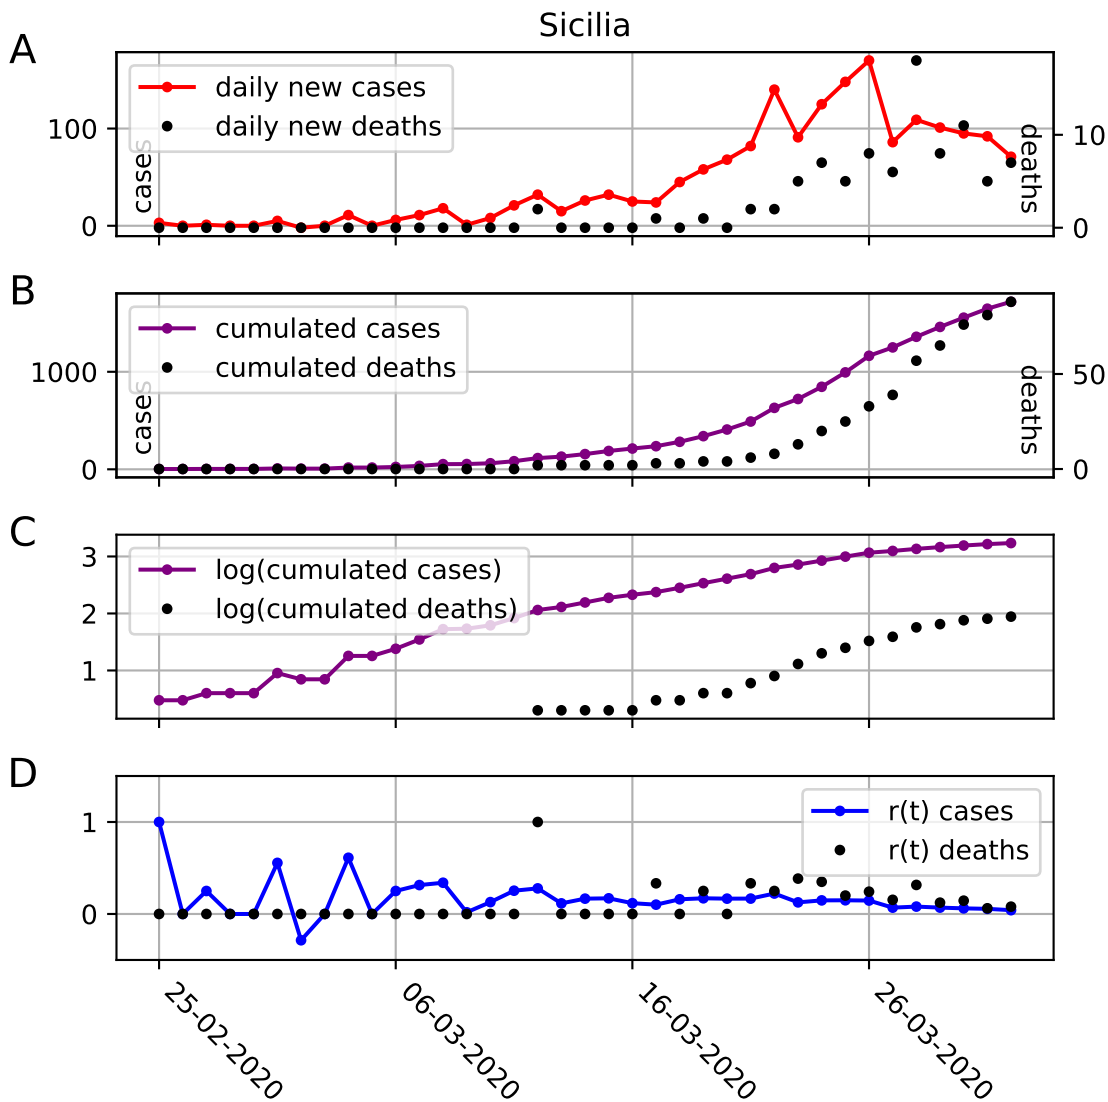 Sicilia
A
daily new cases
daily new deaths
100
0
cases
10
0
deaths
B
cumulated cases
cumulated deaths
1000
0
cases
50
0
deaths
C
log(cumulated cases)
log(cumulated deaths)
3
2
1
D
r(t) cases
r(t) deaths
1
0
25-02-2020
06-03-2020
16-03-2020
26-03-2020